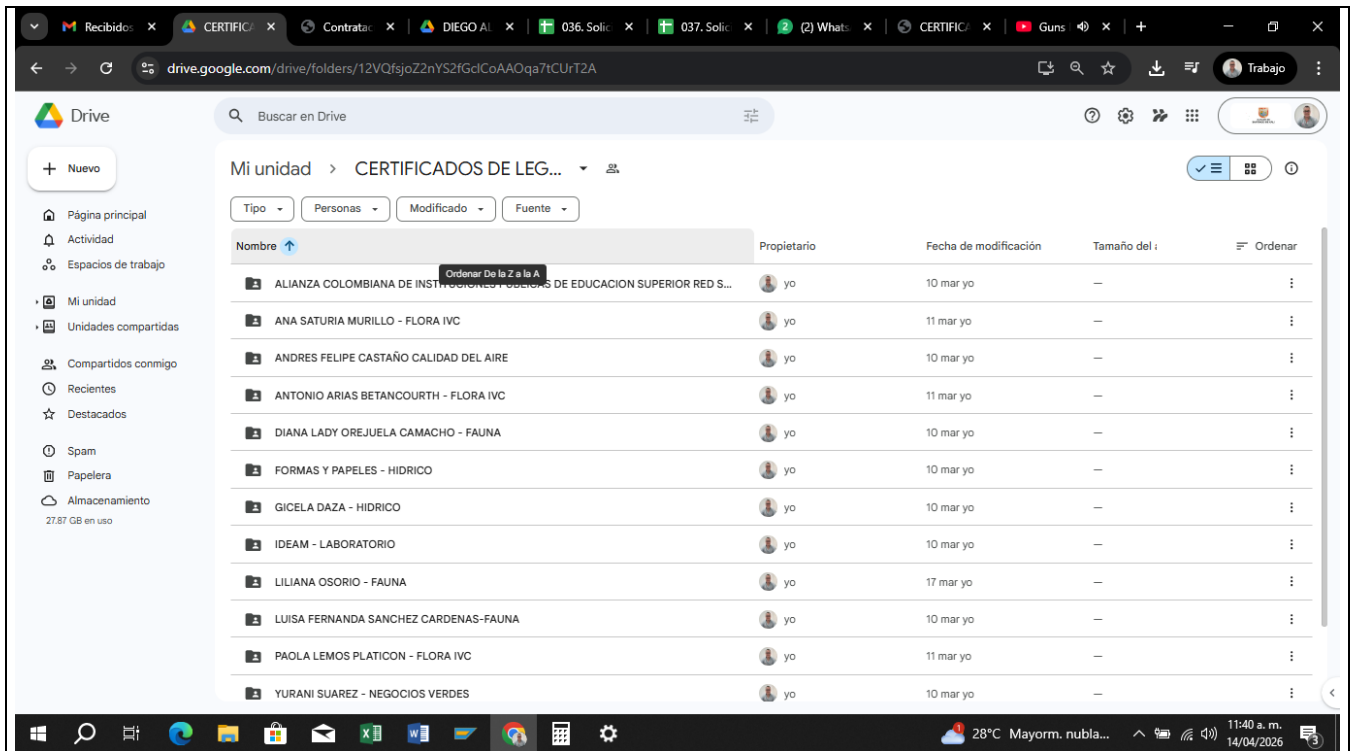 Recibidos
CERTIFICA
Contratac
DIEGO AL
036. Solic
037. Solic
(2) Whats
CERTIFICA
Guns
drive.google.com/drive/folders/12VQfsjoZ2nYS2fGclCoAAOqa7tCUrT2A
Trabajo
Drive
Buscar en Drive
Nuevo
Mi unidad > CERTIFICADOS DE LEG...
Tipo
Personas
Modificado
Fuente
Página principal
Actividad
Espacios de trabajo
Mi unidad
Unidades compartidas
Compartidos conmigo
Recientes
Destacados
Spam
Papelera
Almacenamiento
27.87 GB en uso
Nombre Propietario Fecha de modificación Tamaño del Ordenar
Ordenar De la Z a la A
ALIANZA COLOMBIANA DE INSTITUCIONES PUBLICAS DE EDUCACION SUPERIOR RED S... yo 10 mar yo —
ANA SATURIA MURILLO - FLORA IVC yo 11 mar yo —
ANDRES FELIPE CASTAÑO CALIDAD DEL AIRE yo 10 mar yo —
ANTONIO ARIAS BETANCOURTH - FLORA IVC yo 11 mar yo —
DIANA LADY OREJUELA CAMACHO - FAUNA yo 10 mar yo —
FORMAS Y PAPELES - HIDRICO yo 10 mar yo —
GICELA DAZA - HIDRICO yo 10 mar yo —
IDEAM - LABORATORIO yo 10 mar yo —
LILIANA OSORIO - FAUNA yo 17 mar yo —
LUISA FERNANDA SANCHEZ CARDENAS-FAUNA yo 10 mar yo —
PAOLA LEMOS PLATICON - FLORA IVC yo 11 mar yo —
YURANI SUAREZ - NEGOCIOS VERDES yo 10 mar yo —
28°C Mayorm. nubla...
11:40 a. m.
14/04/2026